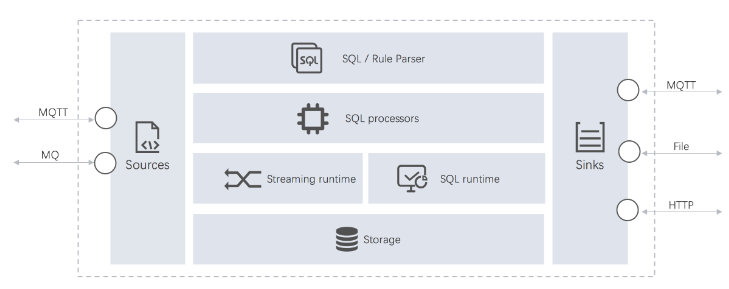 MQTT
MQ
Sources
SQL / Rule Parser
SQL
SQL processors
Streaming runtime
SQL runtime
Storage
Sinks
MQTT
File
HTTP